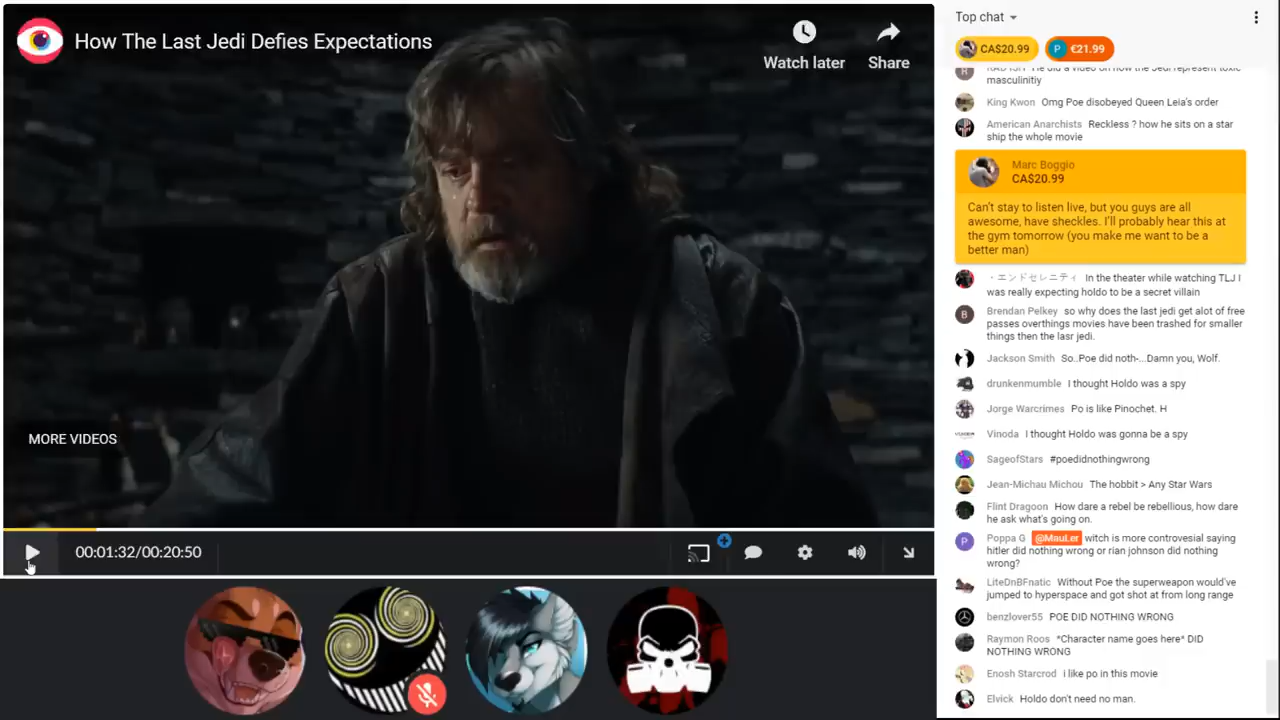 How The Last Jedi Defies Expectations
Watch later
Share
MORE VIDEOS
00:01:32/00:20:50
Top chat
CA$20.99
P
€21.99
masculinitiy
King Kwon Omg Poe disobeyed Queen Leia's order
American Anarchists Reckless ? how he sits on a star
ship the whole movie
Marc Boggio
CA$20.99
Can't stay to listen live, but you guys are all
awesome, have sheckles. I'll probably hear this at
the gym tomorrow (you make me want to be a
better man)
・エンドセレニティ In the theater while watching TLJ I
was really expecting holdo to be a secret villain
B
Brendan Pelkey so why does the last jedi get alot of free
passes overthings movies have been trashed for smaller
things then the lasr jedi.
Jackson Smith So..Poe did noth-...Damn you, Wolf.
drunkenmumble I thought Holdo was a spy
Jorge Warcrimes Po is like Pinochet. H
Vinoda I thought Holdo was gonna be a spy
SageofStars #poedidnothingwrong
Jean-Michau Michou The hobbit > Any Star Wars
Flint Dragoon How dare a rebel be rebellious, how dare
he ask what's going on.
P
Poppa G @MauLer witch is more controvesial saying
hitler did nothing wrong or rian johnson did nothing
wrong?
LiteDnBFnatic Without Poe the superweapon would've
jumped to hyperspace and got shot at from long range
benzlover55 POE DID NOTHING WRONG
Raymon Roos *Character name goes here* DID
NOTHING WRONG
Enosh Starcrod i like po in this movie
Elvick Holdo don't need no man.